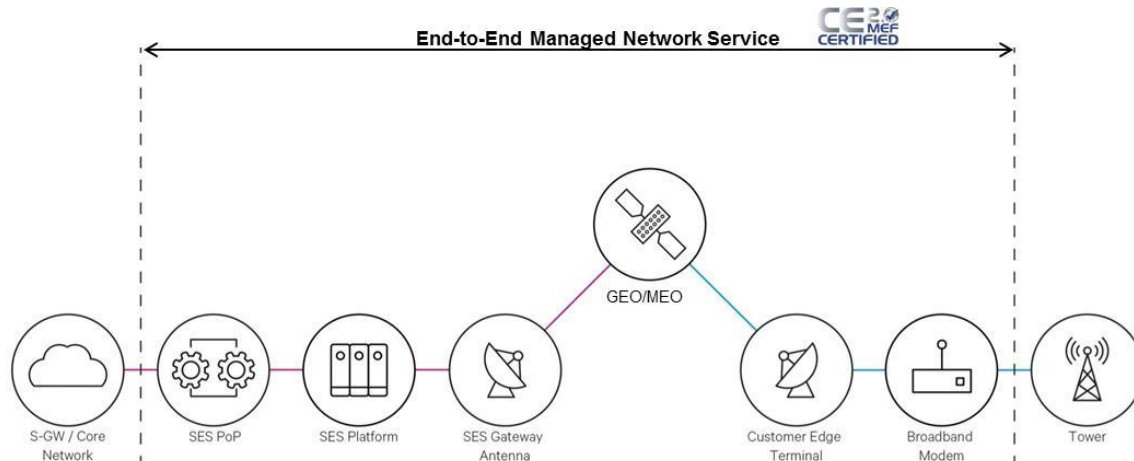 End-to-End Managed Network Service
CE 2.0
MEF
CERTIFIED
GEO/MEO
S-GW / Core
Network
SES PoP
SES Platform
SES Gateway
Antenna
Customer Edge
Terminal
Broadband
Modem
Tower